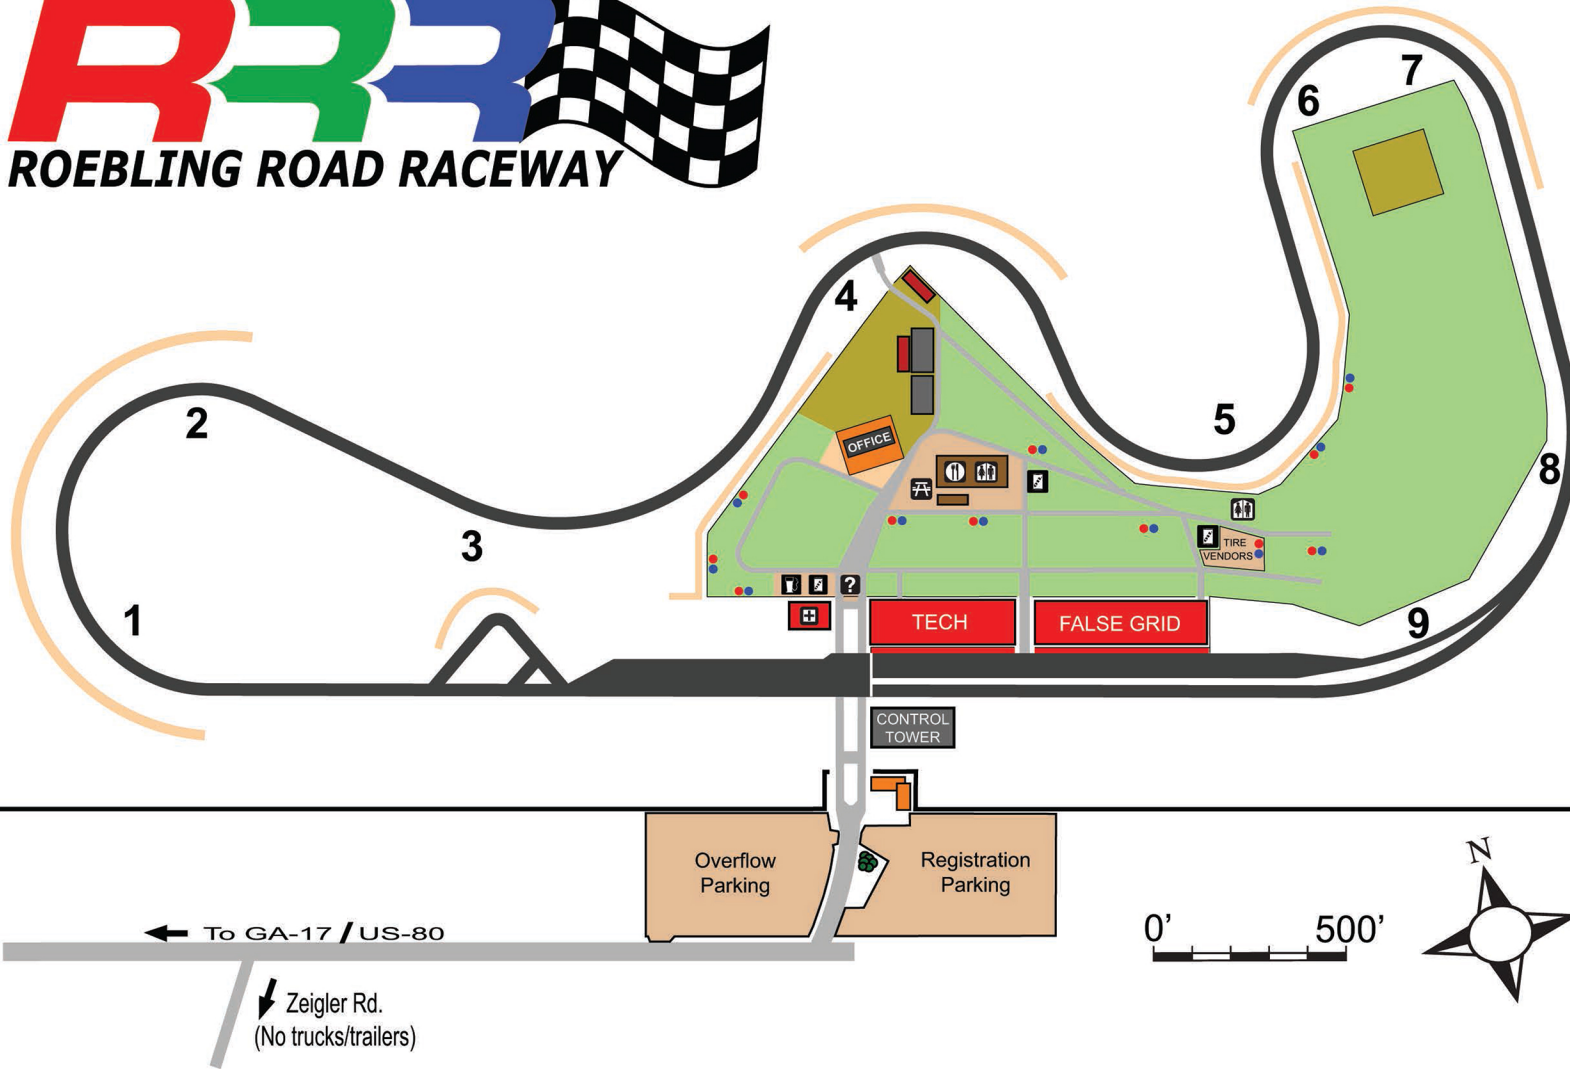 RRR
ROEBLING ROAD RACEWAY
7
6
4
5
2
OFFICE
8
3
TIRE
VENDORS
?
1
TECH
FALSE GRID
9
CONTROL
TOWER
Overflow
Parking
Registration
Parking
N
0’
500’
To GA-17 / US-80
Zeigler Rd.
(No trucks/trailers)